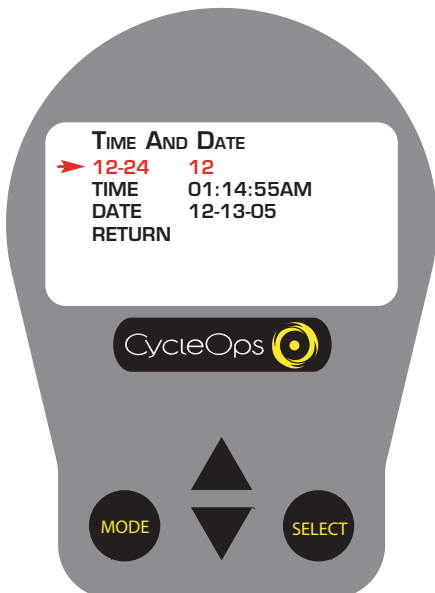 Time And Date
12-24 12
TIME 01:14:55AM
DATE 12-13-05
RETURN
CycleOps
MODE
SELECT